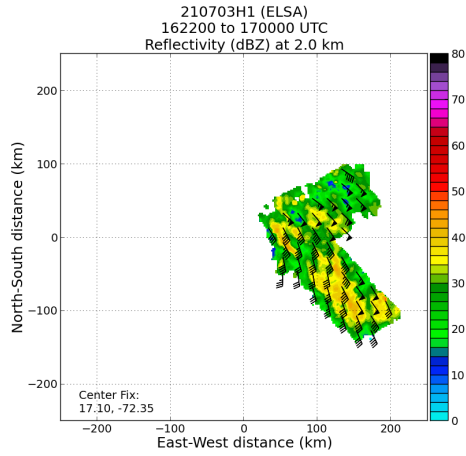 210703H1 (ELSA)
162200 to 170000 UTC
Reflectivity (dBZ) at 2.0 km
North-South distance (km)
200
100
0
−100
−200
Center Fix:
17.10, -72.35
−200 −100 0 100 200
East-West distance (km)
80
70
60
50
40
30
20
10
0